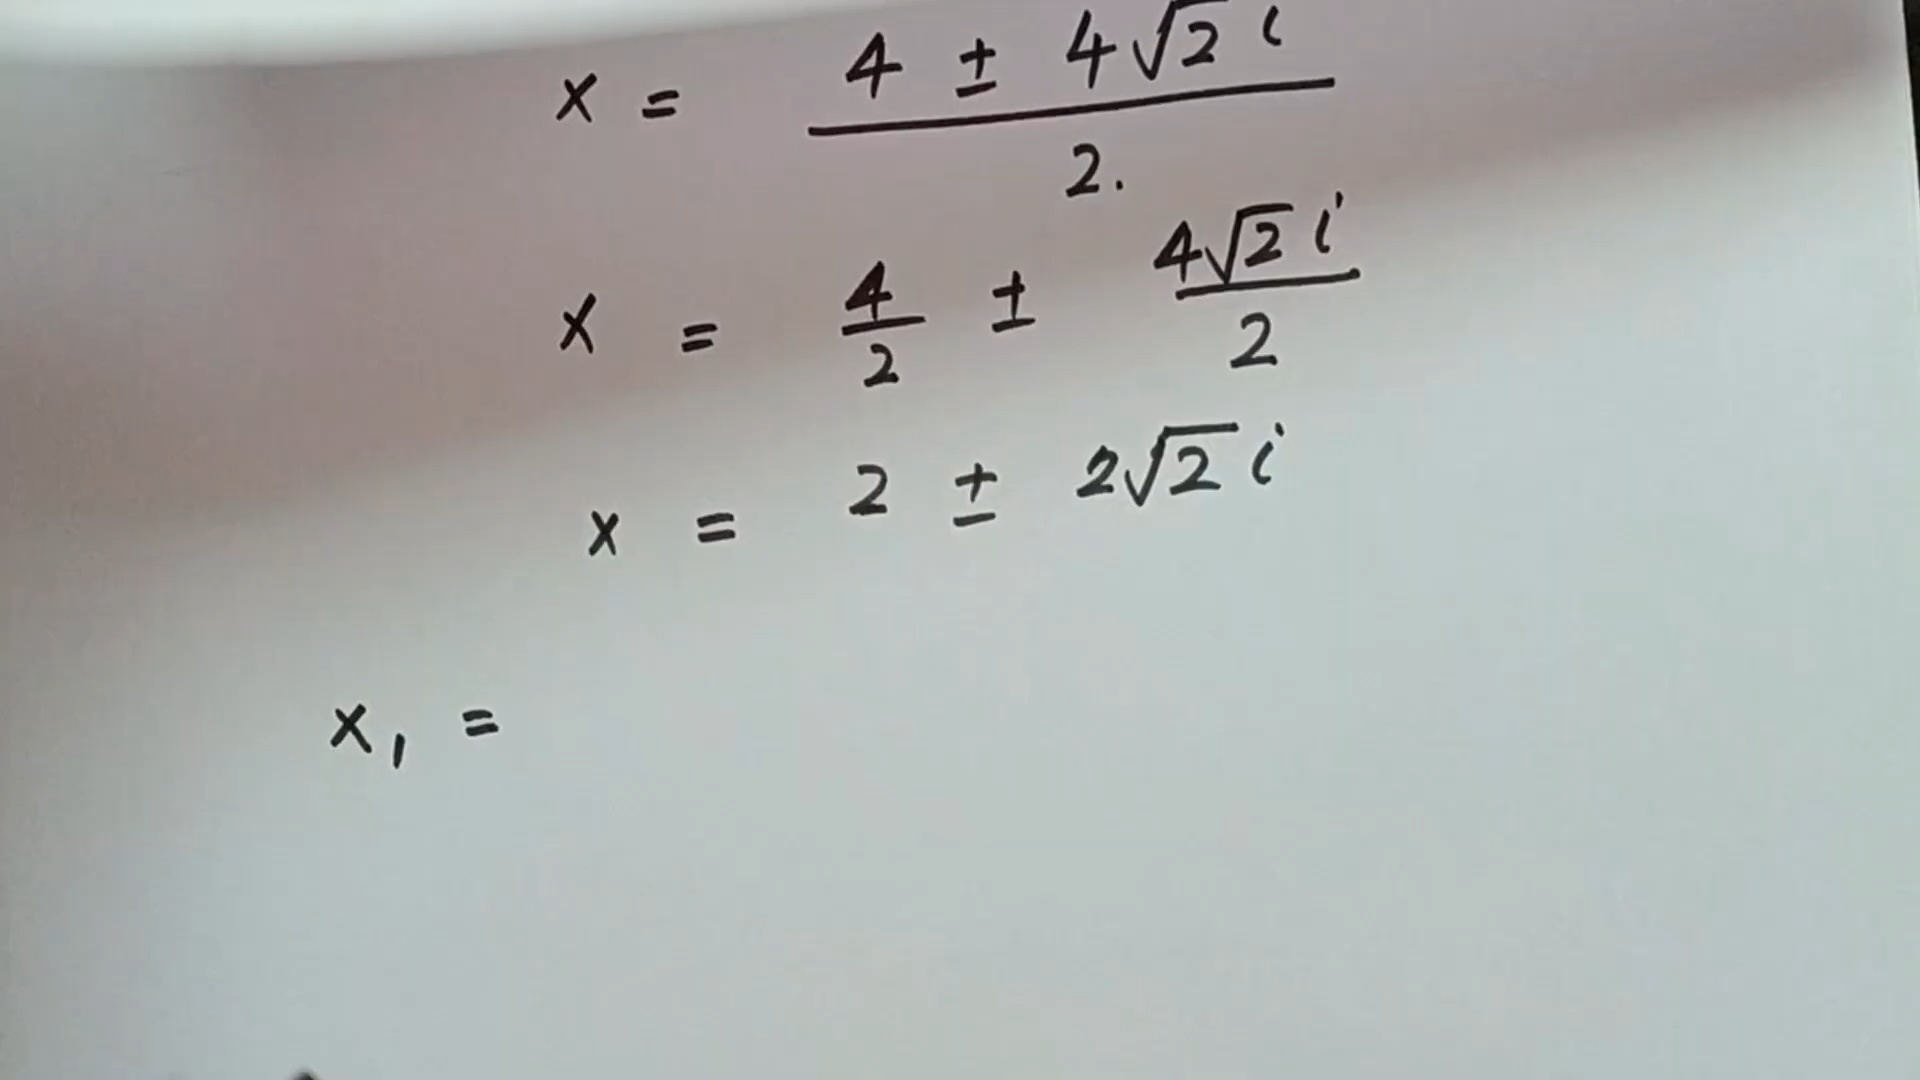 x = (4 ± 4√2 i) / 2.
x = 4/2 ± 4√2 i / 2
x = 2 ± 2√2 i
x₁ =